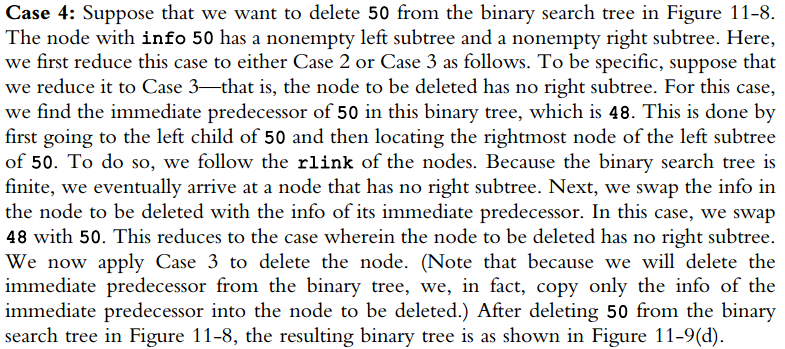 Case 4: Suppose that we want to delete 50 from the binary search tree in Figure 11-8.
The node with info 50 has a nonempty left subtree and a nonempty right subtree. Here,
we first reduce this case to either Case 2 or Case 3 as follows. To be specific, suppose that
we reduce it to Case 3—that is, the node to be deleted has no right subtree. For this case,
we find the immediate predecessor of 50 in this binary tree, which is 48. This is done by
first going to the left child of 50 and then locating the rightmost node of the left subtree
of 50. To do so, we follow the rlink of the nodes. Because the binary search tree is
finite, we eventually arrive at a node that has no right subtree. Next, we swap the info in
the node to be deleted with the info of its immediate predecessor. In this case, we swap
48 with 50. This reduces to the case wherein the node to be deleted has no right subtree.
We now apply Case 3 to delete the node. (Note that because we will delete the
immediate predecessor from the binary tree, we, in fact, copy only the info of the
immediate predecessor into the node to be deleted.) After deleting 50 from the binary
search tree in Figure 11-8, the resulting binary tree is as shown in Figure 11-9(d).